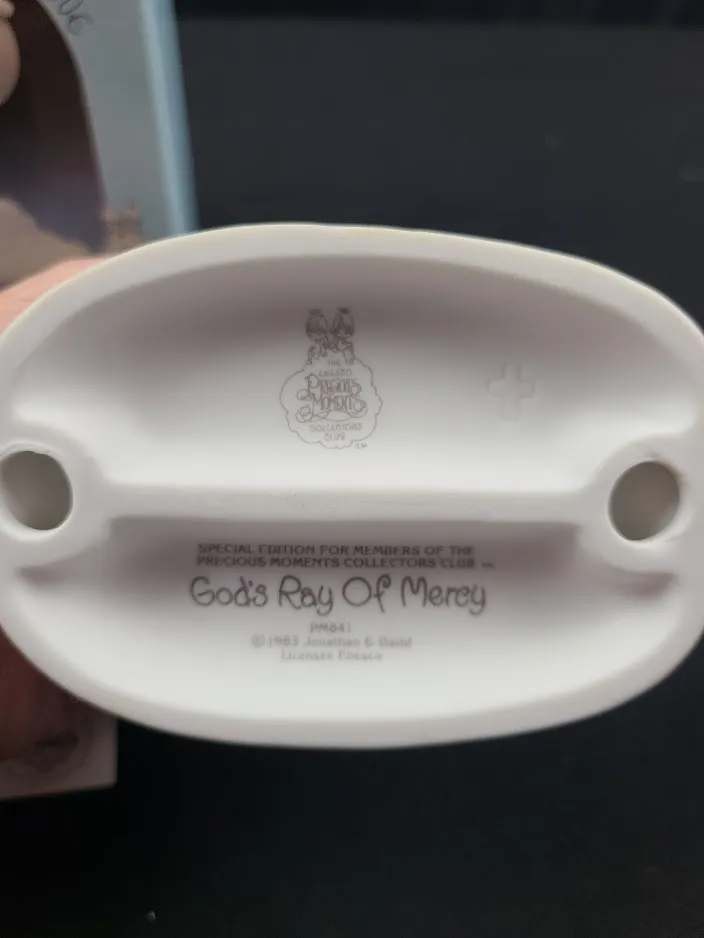 06
THE
ENESCO
PRECIOUS
MOMENTS
COLLECTORS
CLUB
TM
SPECIAL EDITION FOR MEMBERS OF THE
PRECIOUS MOMENTS COLLECTORS' CLUB ™
God's Ray Of Mercy
PM841
© 1983 Jonathan & David
Licensee Enesco